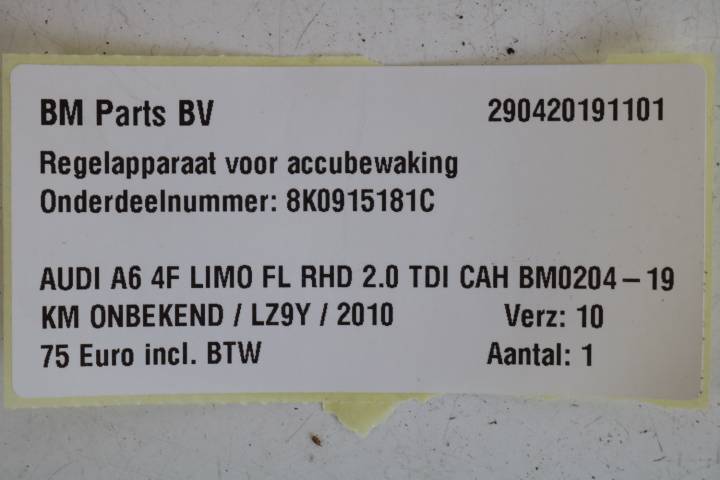 BM Parts BV 290420191101
Regelapparaat voor accubewaking
Onderdeelnummer: 8K0915181C
AUDI A6 4F LIMO FL RHD 2.0 TDI CAH BM0204-19
KM ONBEKEND / LZ9Y / 2010 Verz: 10
75 Euro incl. BTW Aantal: 1